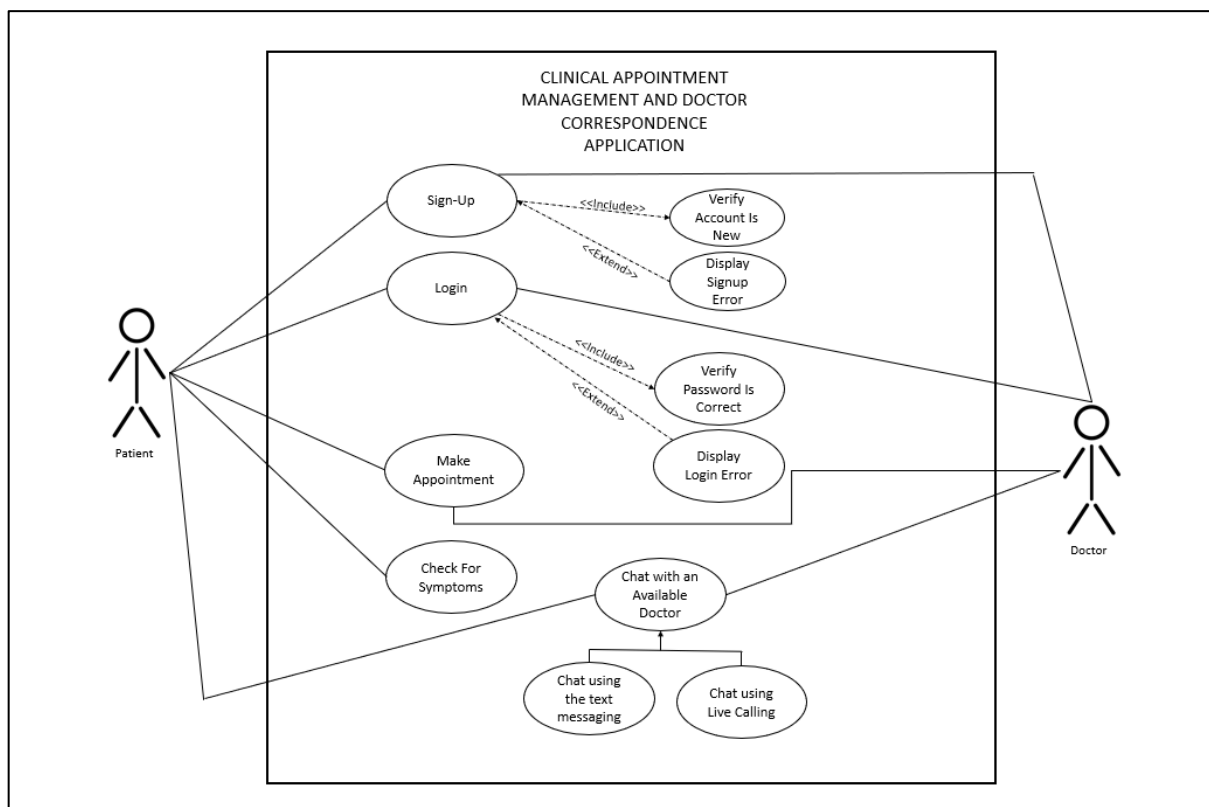 CLINICAL APPOINTMENT
MANAGEMENT AND DOCTOR
CORRESPONDENCE
APPLICATION
Sign-Up
<<Include>>
Verify
Account Is
New
<<Extend>>
Display
Signup
Error
Login
<<Include>>
Verify
Password Is
Correct
<<Extend>>
Display
Login Error
Patient
Make
Appointment
Doctor
Check For
Symptoms
Chat with an
Available
Doctor
Chat using
the text
messaging
Chat using
Live Calling